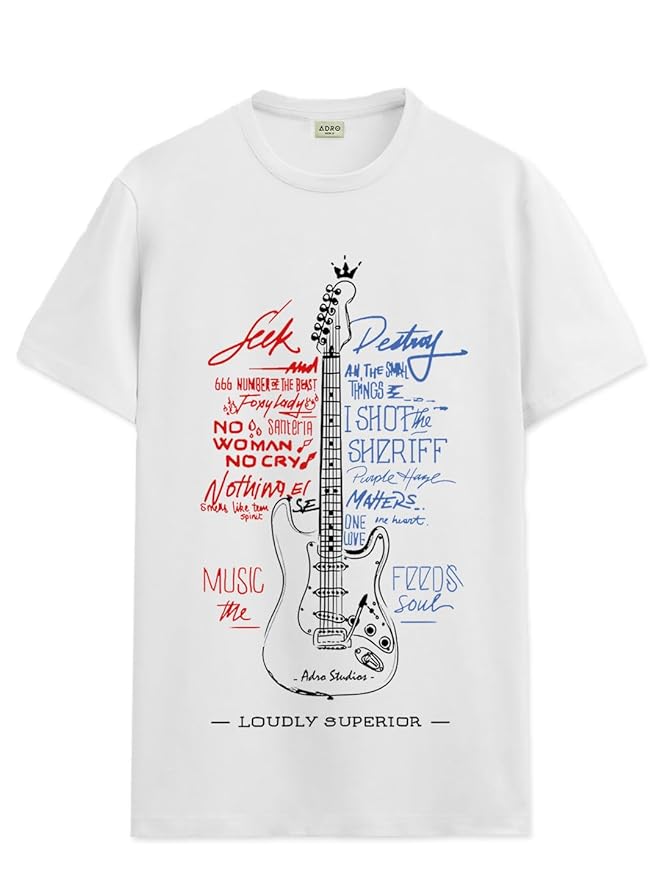 ADRO
Seek Destroy
and
666 NUMBER OF THE BEAST
Foxy Lady
NO SANTERIA
WOMAN
NO CRY
Nothing El
SE
Smells like teen
spirit
All THE SMALL
THINGS
I SHOT the
SHERIFF
Purple Haze
MATTERS
ONE one heart.
LOVE
MUSIC FEEDS
the Soul
- Adro Studios -
— LOUDLY SUPERIOR —